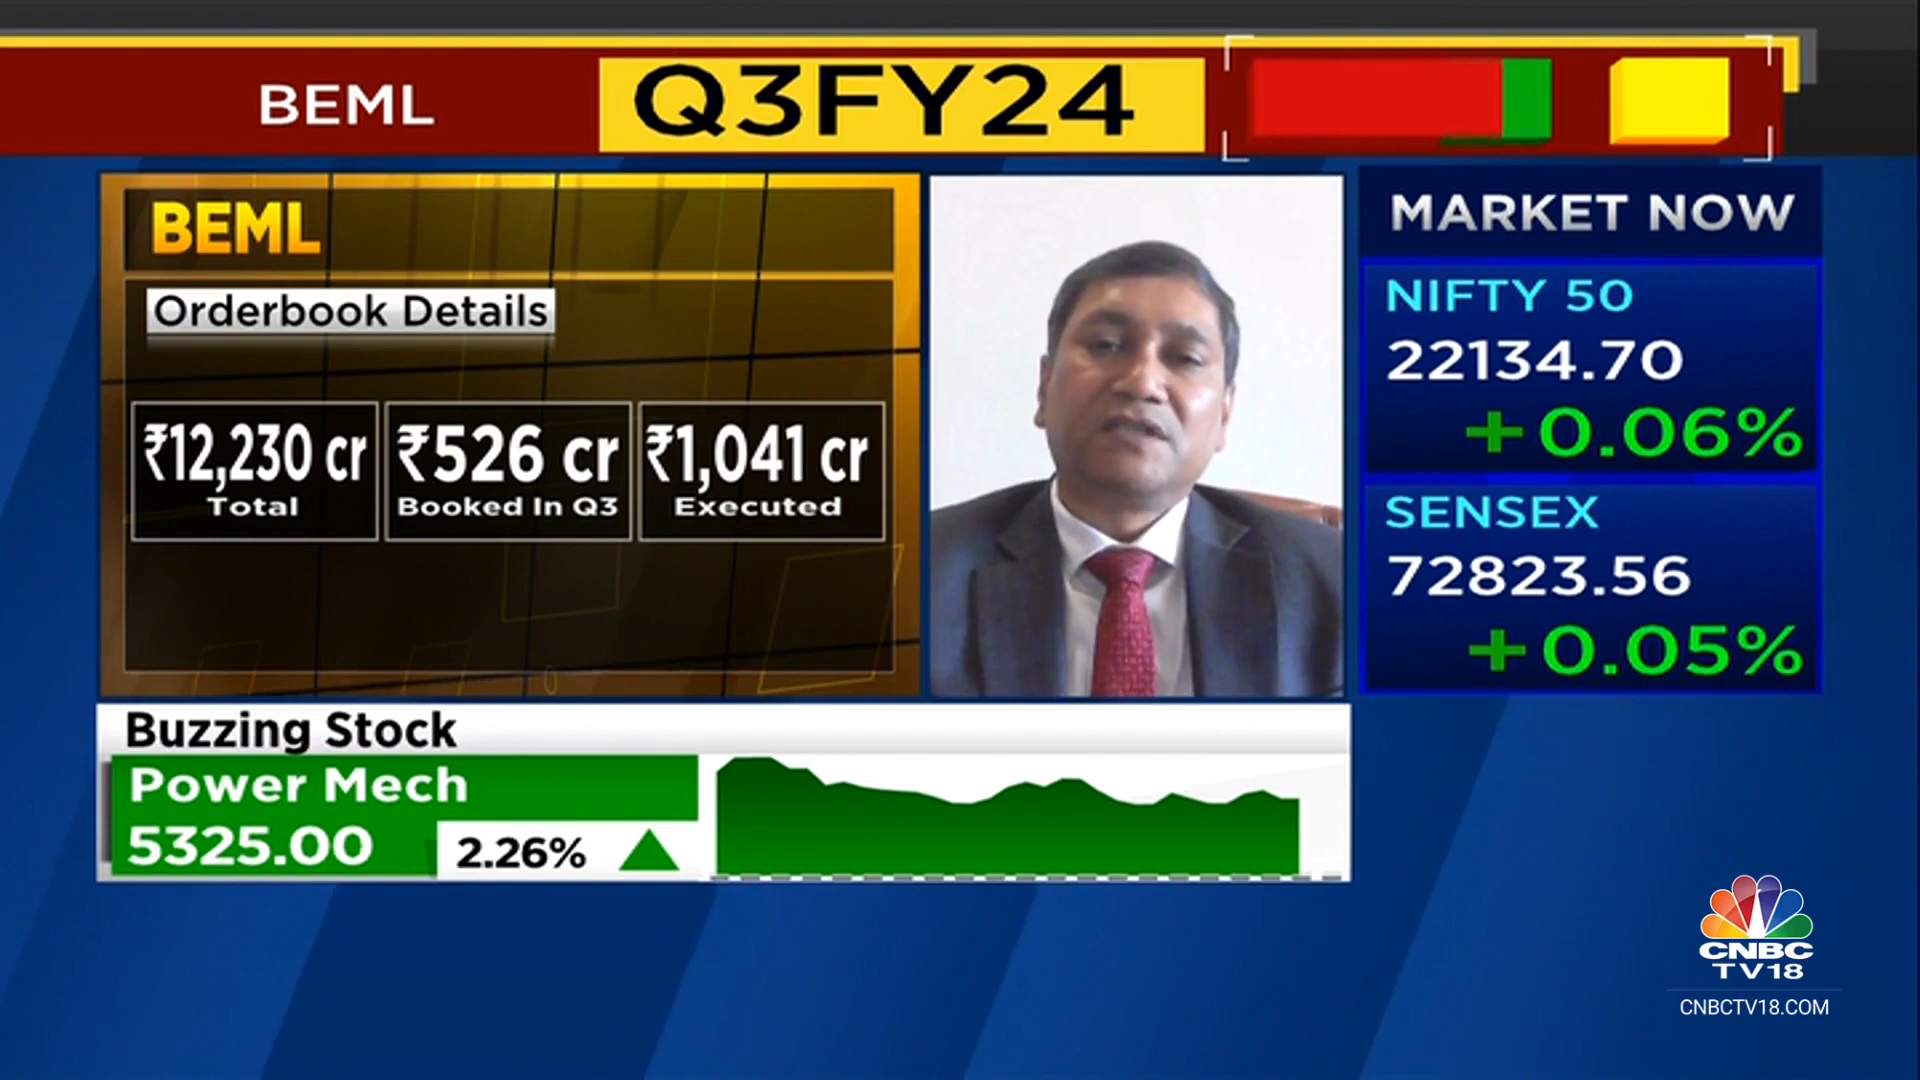 BEML
Q3FY24
BEML
Orderbook Details
₹12,230 cr
Total
₹526 cr
Booked In Q3
₹1,041 cr
Executed
MARKET NOW
NIFTY 50
22134.70
+0.06%
SENSEX
72823.56
+0.05%
Buzzing Stock
Power Mech
5325.00
2.26%
CNBC
TV18
CNBCTV18.COM